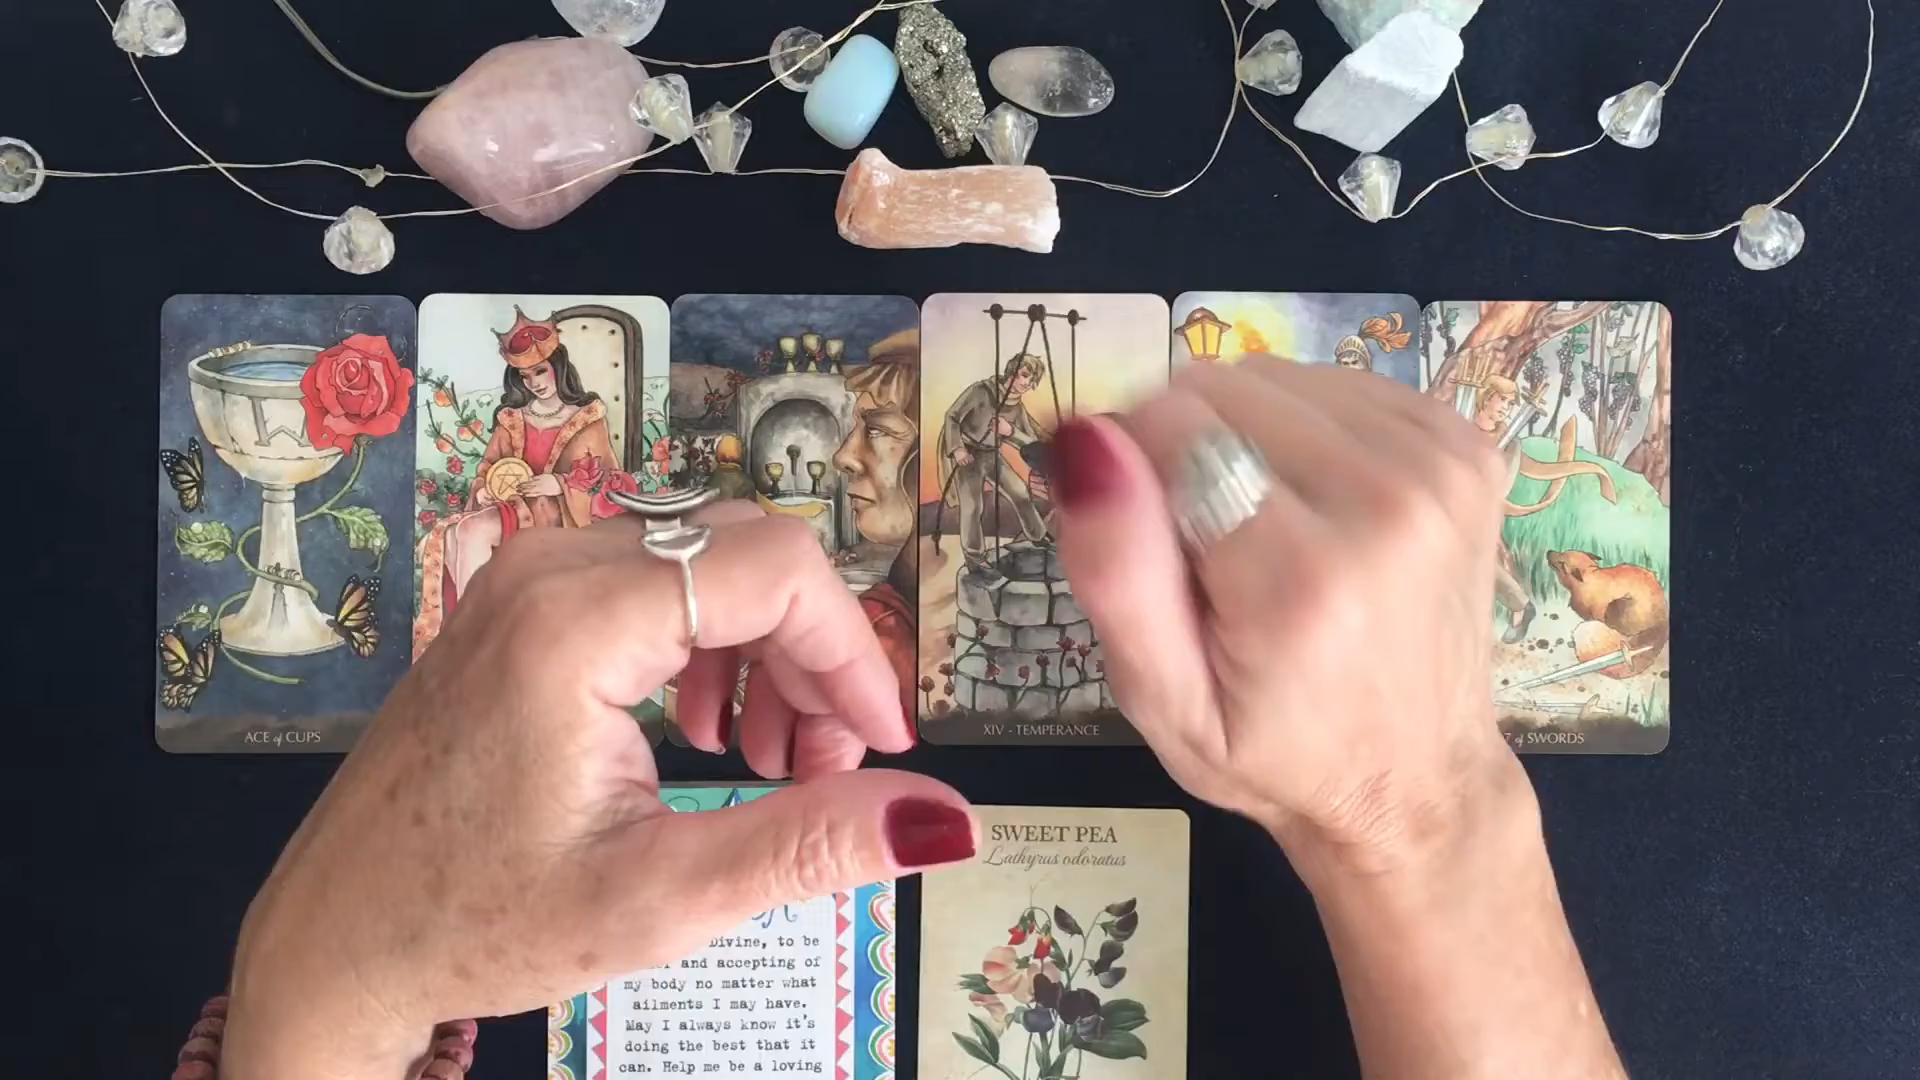 ACE of CUPS
XIV - TEMPERANCE
7 of SWORDS
SWEET PEA
Lathyrus odoratus
Divine, to be
and accepting of
my body no matter what
ailments I may have.
May I always know it's
doing the best that it
can. Help me be a loving